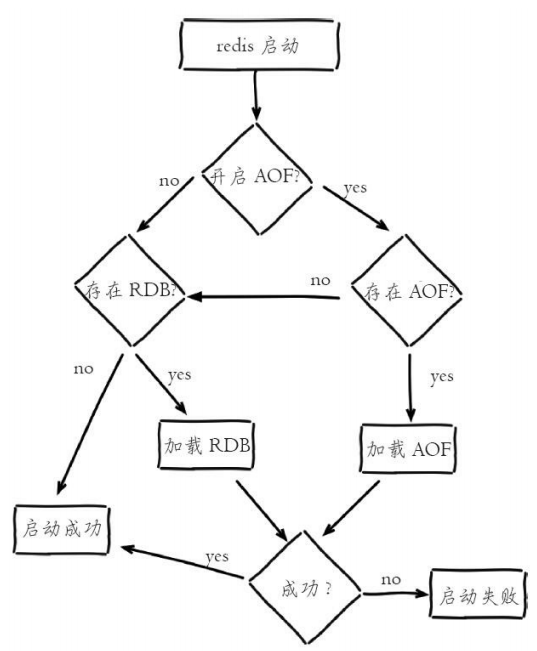 redis 启动
开启 AOF?
no
yes
存在 RDB?
no
存在 AOF?
no
yes
yes
加载 RDB
加载 AOF
启动成功
yes
成功？
no
启动失败